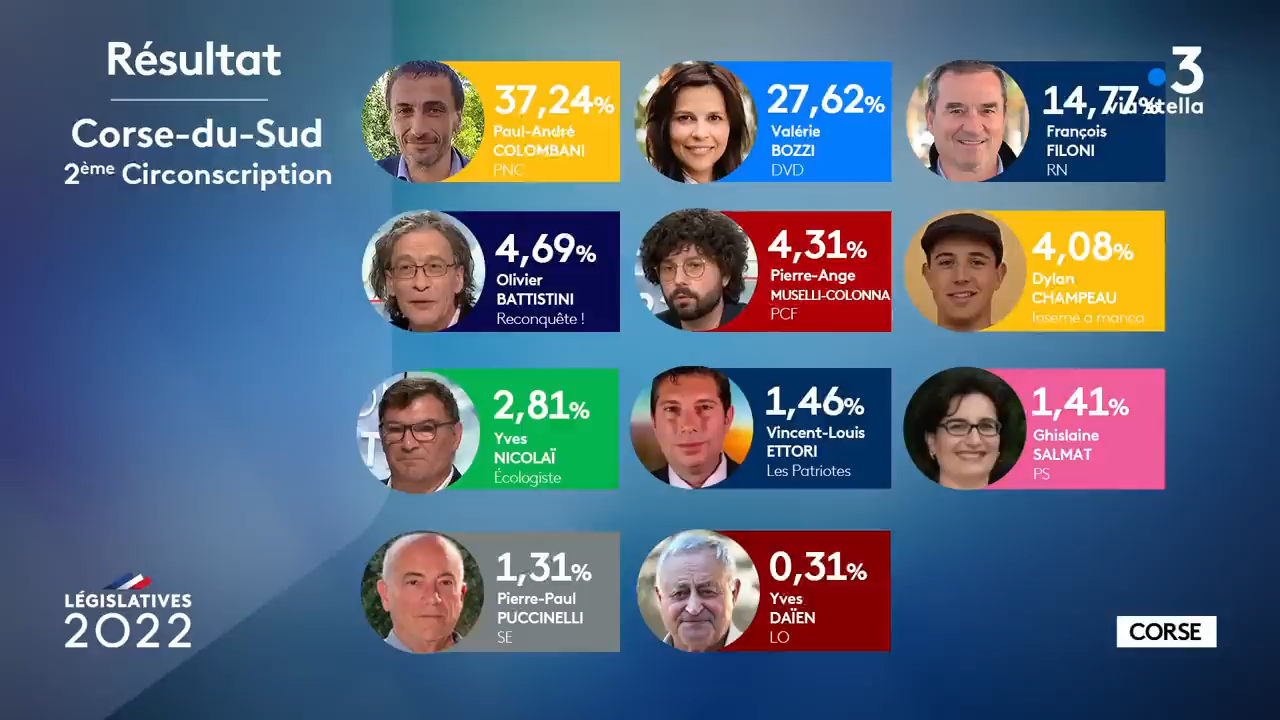 Résultat
Corse-du-Sud
2ème Circonscription
37,24%
Paul-André
COLOMBANI
PNC
27,62%
Valérie
BOZZI
DVD
14,77%
François
FILONI
RN
3
via stella
4,69%
Olivier
BATTISTINI
Reconquête !
4,31%
Pierre-Ange
MUSELLI-COLONNA
PCF
4,08%
Dylan
CHAMPEAU
Inseme a manca
2,81%
Yves
NICOLAÏ
Écologiste
1,46%
Vincent-Louis
ETTORI
Les Patriotes
1,41%
Ghislaine
SALMAT
PS
1,31%
Pierre-Paul
PUCCINELLI
SE
0,31%
Yves
DAÏEN
LO
LÉGISLATIVES
2022
CORSE